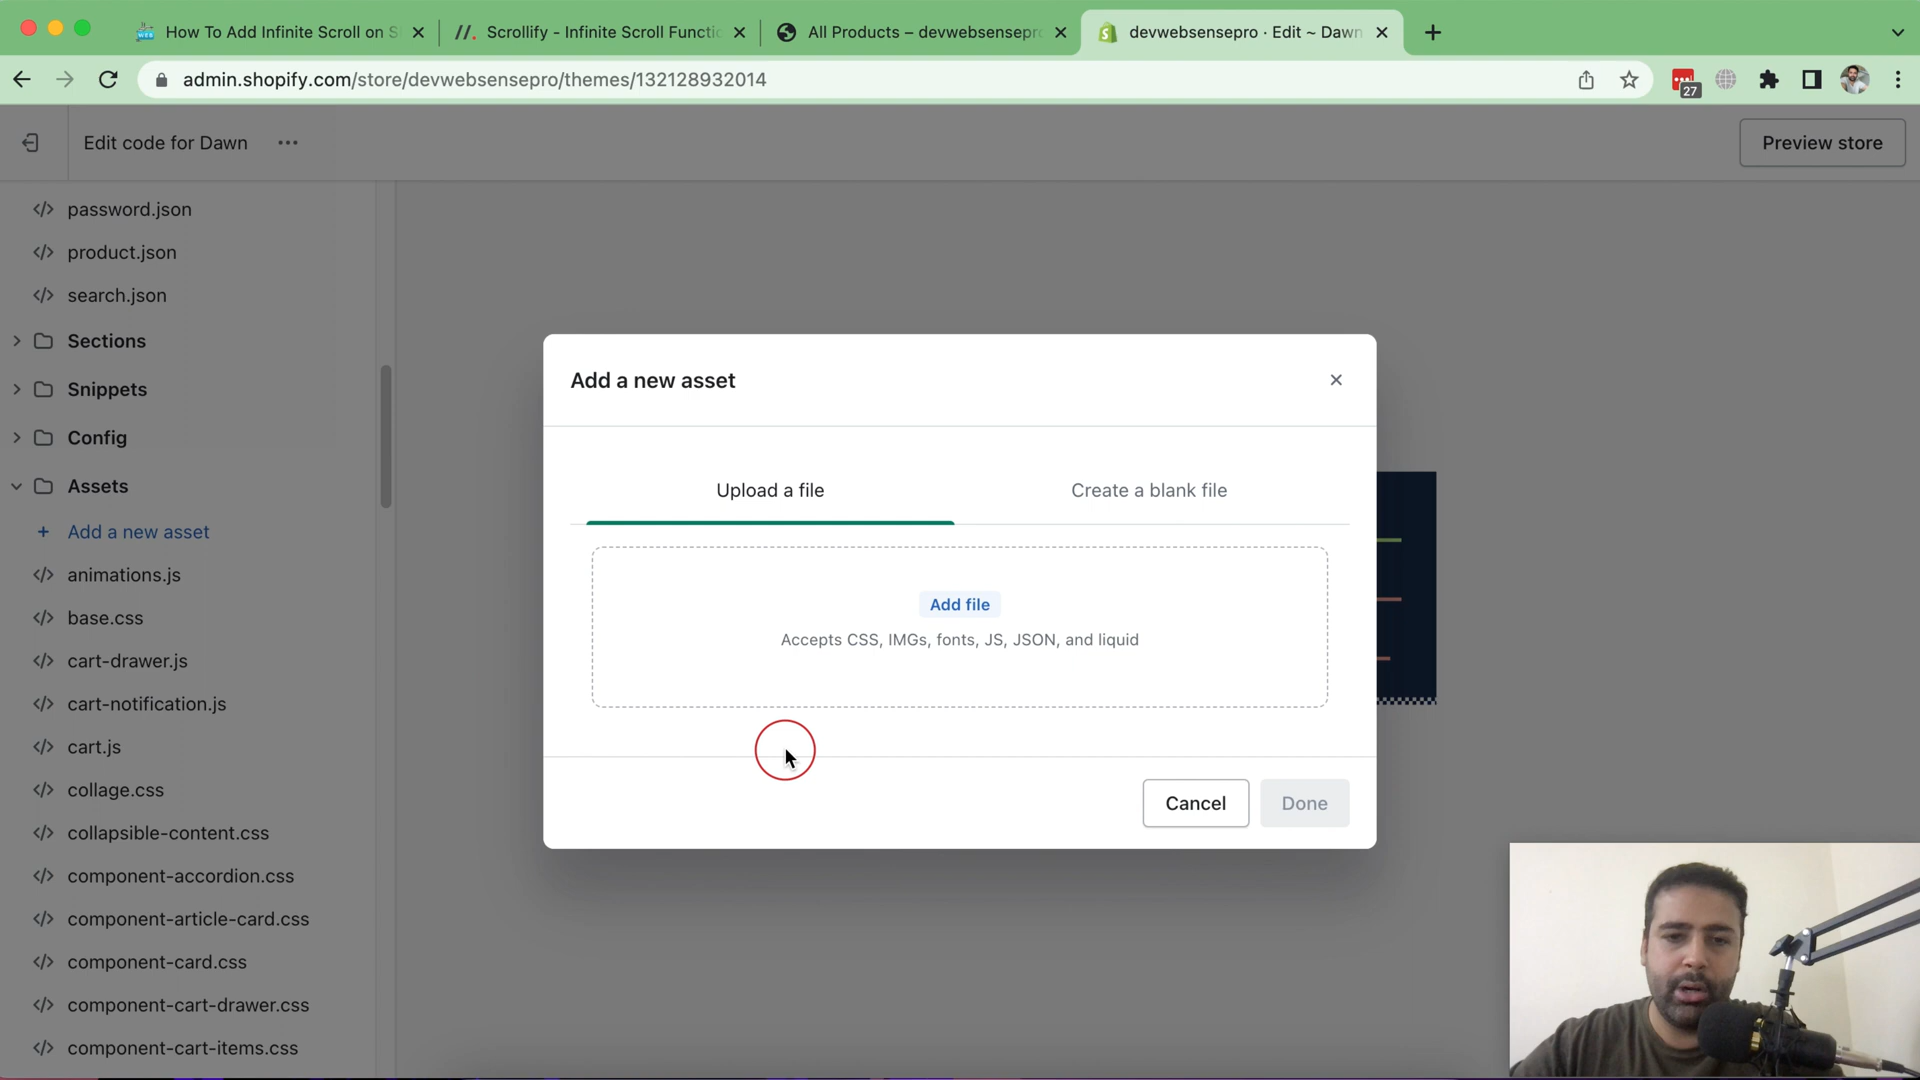 How To Add Infinite Scroll on S
Scrollify - Infinite Scroll Functi
All Products – devwebsensepro
devwebsensepro · Edit ~ Dawn
admin.shopify.com/store/devwebsensepro/themes/132128932014
27
Edit code for Dawn
Preview store
password.json
product.json
search.json
Sections
Snippets
Config
Assets
Add a new asset
animations.js
base.css
cart-drawer.js
cart-notification.js
cart.js
collage.css
collapsible-content.css
component-accordion.css
component-article-card.css
component-card.css
component-cart-drawer.css
component-cart-items.css
Add a new asset
Upload a file
Create a blank file
Add file
Accepts CSS, IMGs, fonts, JS, JSON, and liquid
Cancel
Done